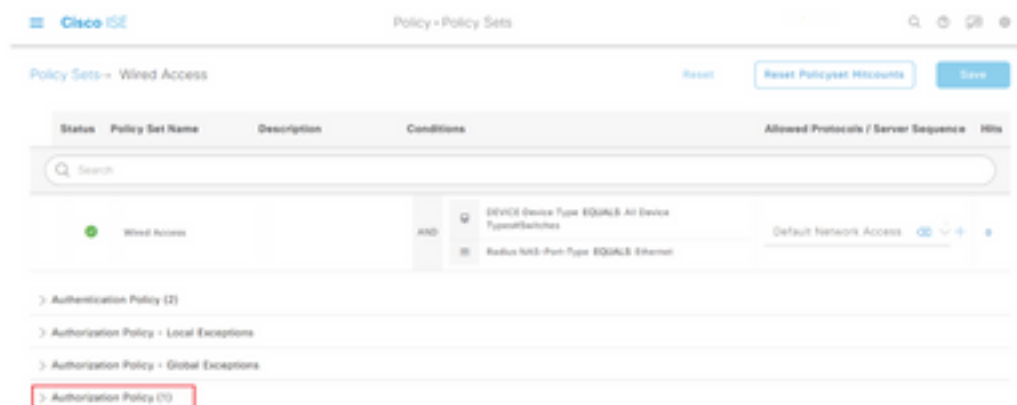 Cisco ISE
Policy • Policy Sets
Policy Sets→ Wired Access
Reset
Reset Policyset Hitcounts
Save
Status Policy Set Name Description Conditions Allowed Protocols / Server Sequence Hits
Search
Wired Access
AND
DEVICE Device Type EQUALS All Device
Types#Switches
Radius NAS-Port-Type EQUALS Ethernet
Default Network Access
Authentication Policy (2)
Authorization Policy - Local Exceptions
Authorization Policy - Global Exceptions
Authorization Policy (1)